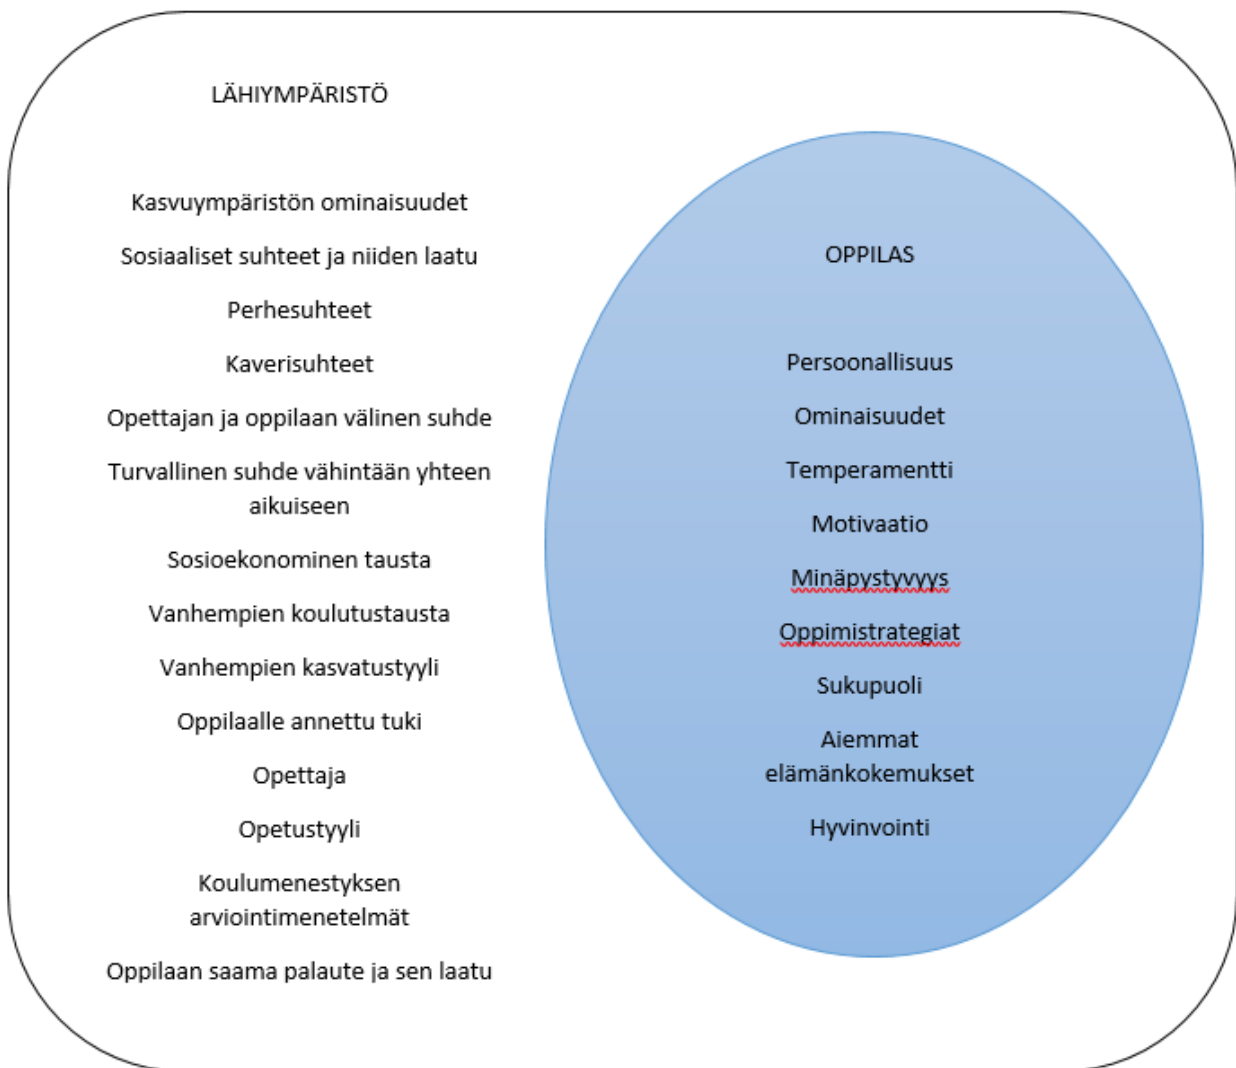 LÄHIYMPÄRISTÖ
Kasvuympäristön ominaisuudet
Sosiaaliset suhteet ja niiden laatu
Perhesuhteet
Kaverisuhteet
Opettajan ja oppilaan välinen suhde
Turvallinen suhde vähintään yhteen
aikuiseen
Sosioekonominen tausta
Vanhempien koulutustausta
Vanhempien kasvatustyyli
Oppilaalle annettu tuki
Opettaja
Opetustyyli
Koulumenestyksen
arviointimenetelmät
Oppilaan saama palaute ja sen laatu
OPPILAS
Persoonallisuus
Ominaisuudet
Temperamentti
Motivaatio
Minäpystyvyys
Oppimistrategiat
Sukupuoli
Aiemmat
elämänkokemukset
Hyvinvointi